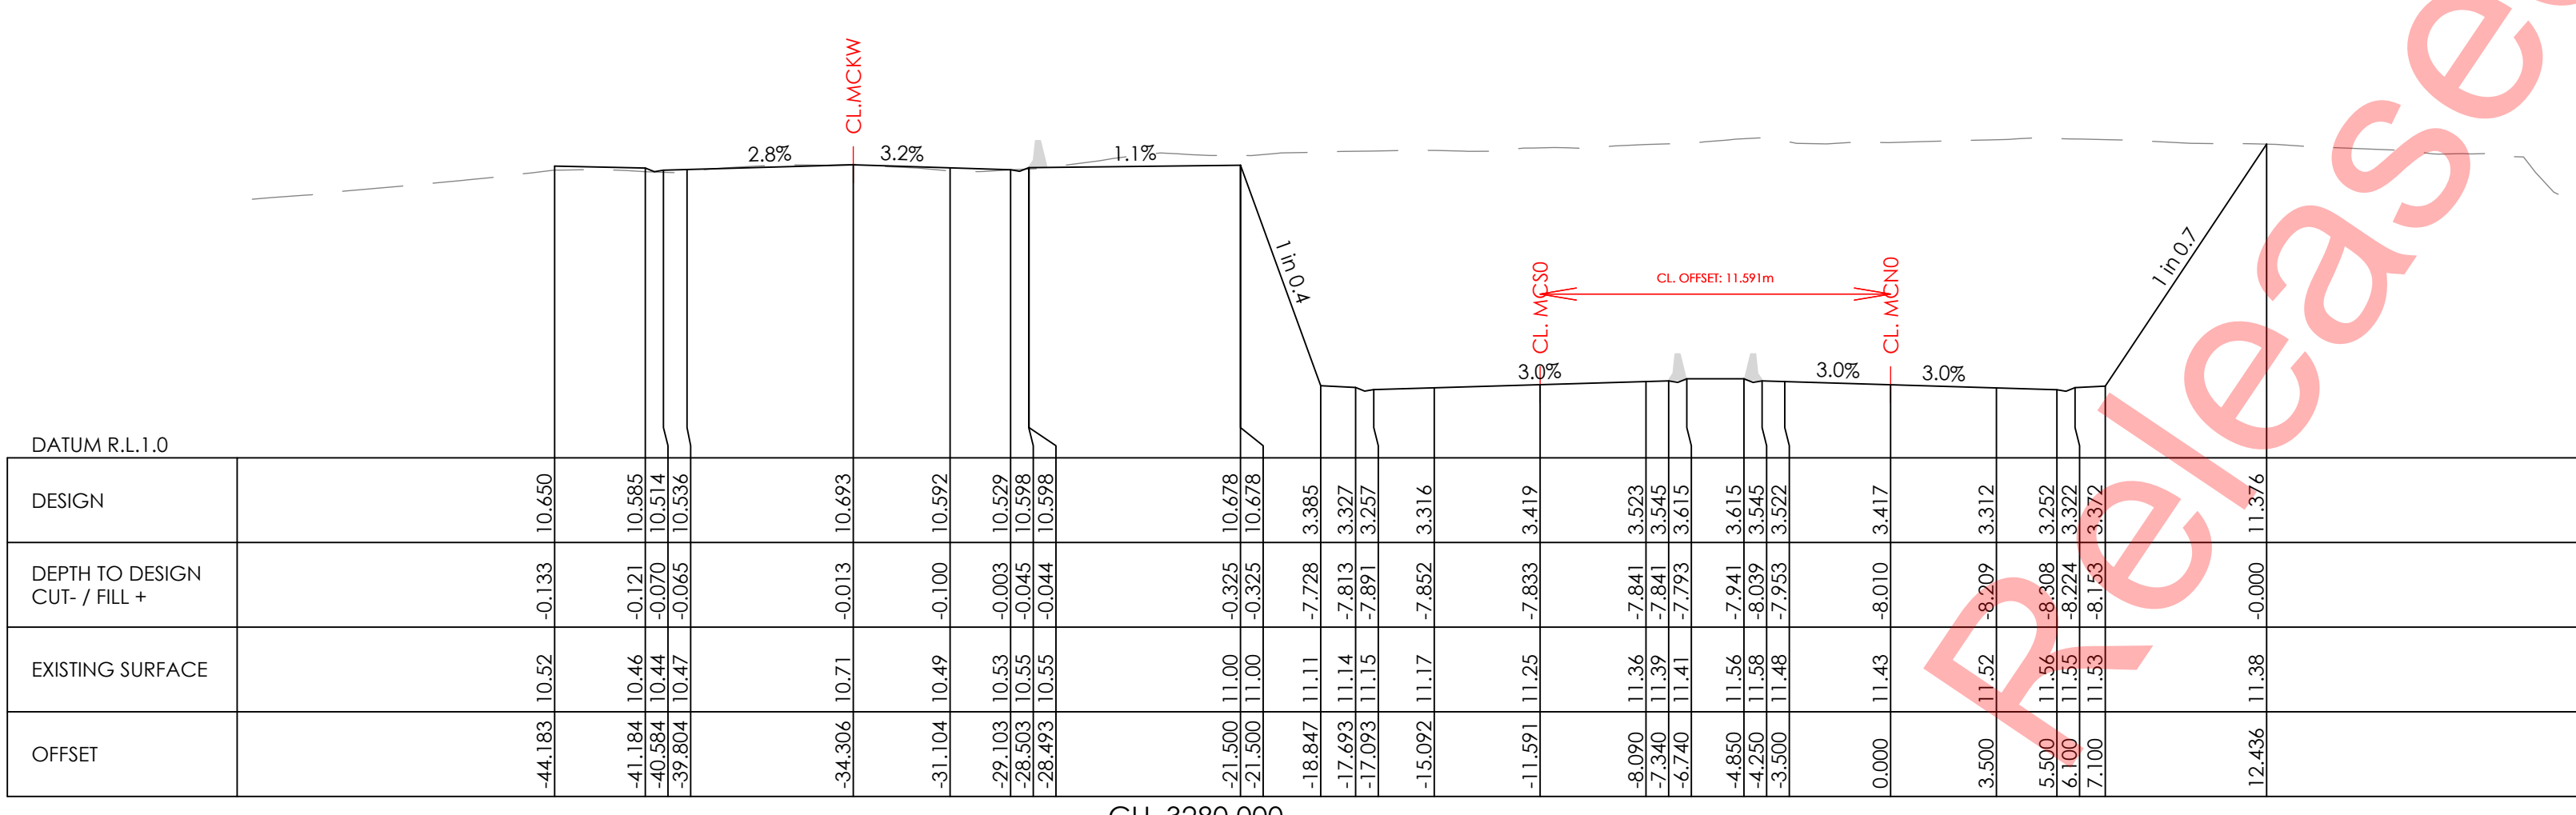 CL.MCKW
2.8%
3.2%
1.1%
1 in 0.4
CL. MCS0
CL. OFFSET: 11.591m
CL. MCN0
3.0%
3.0%
3.0%
1 in 0.7
DATUM R.L.1.0
DESIGN 10.650 10.585 10.514 10.536 10.693 10.592 10.529 10.598 10.598 10.678 10.678 3.385 3.327 3.257 3.316 3.419 3.523 3.545 3.615 3.615 3.545 3.522 3.417 3.312 3.252 3.322 3.372 11.376
DEPTH TO DESIGN
CUT- / FILL + -0.133 -0.121 -0.070 -0.065 -0.013 -0.100 -0.003 -0.045 -0.044 -0.325 -0.325 -7.728 -7.813 -7.891 -7.852 -7.833 -7.841 -7.841 -7.793 -7.941 -8.039 -7.953 -8.010 -8.209 -8.308 -8.224 -8.153 -0.000
EXISTING SURFACE 10.52 10.46 10.44 10.47 10.71 10.49 10.53 10.55 10.55 11.00 11.00 11.11 11.14 11.15 11.17 11.25 11.36 11.39 11.41 11.56 11.58 11.48 11.43 11.52 11.56 11.55 11.53 11.38
OFFSET -44.183 -41.184 -40.584 -39.804 -34.306 -31.104 -29.103 -28.503 -28.493 -21.500 -21.500 -18.847 -17.693 -17.093 -15.092 -11.591 -8.090 -7.340 -6.740 -4.850 -4.250 -3.500 0.000 3.500 5.500 6.100 7.100 12.436
CH. 3280.000
Release